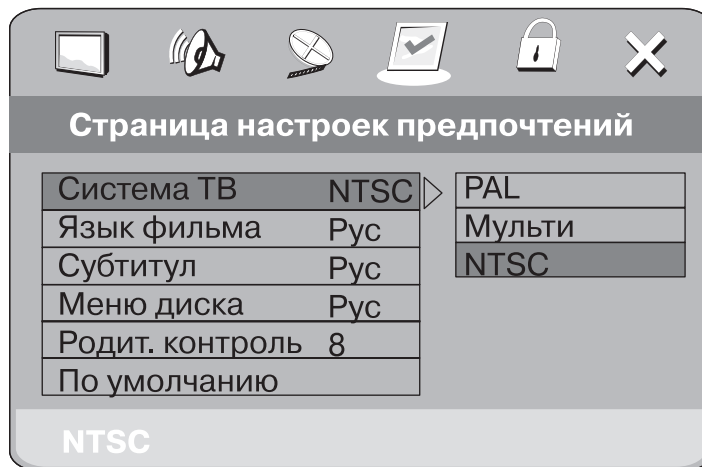 Страница настроек предпочтений
Система ТВ NTSC PAL
Язык фильма Рус Мульти
Субтитул Рус NTSC
Меню диска Рус
Родит. контроль 8
По умолчанию
NTSC